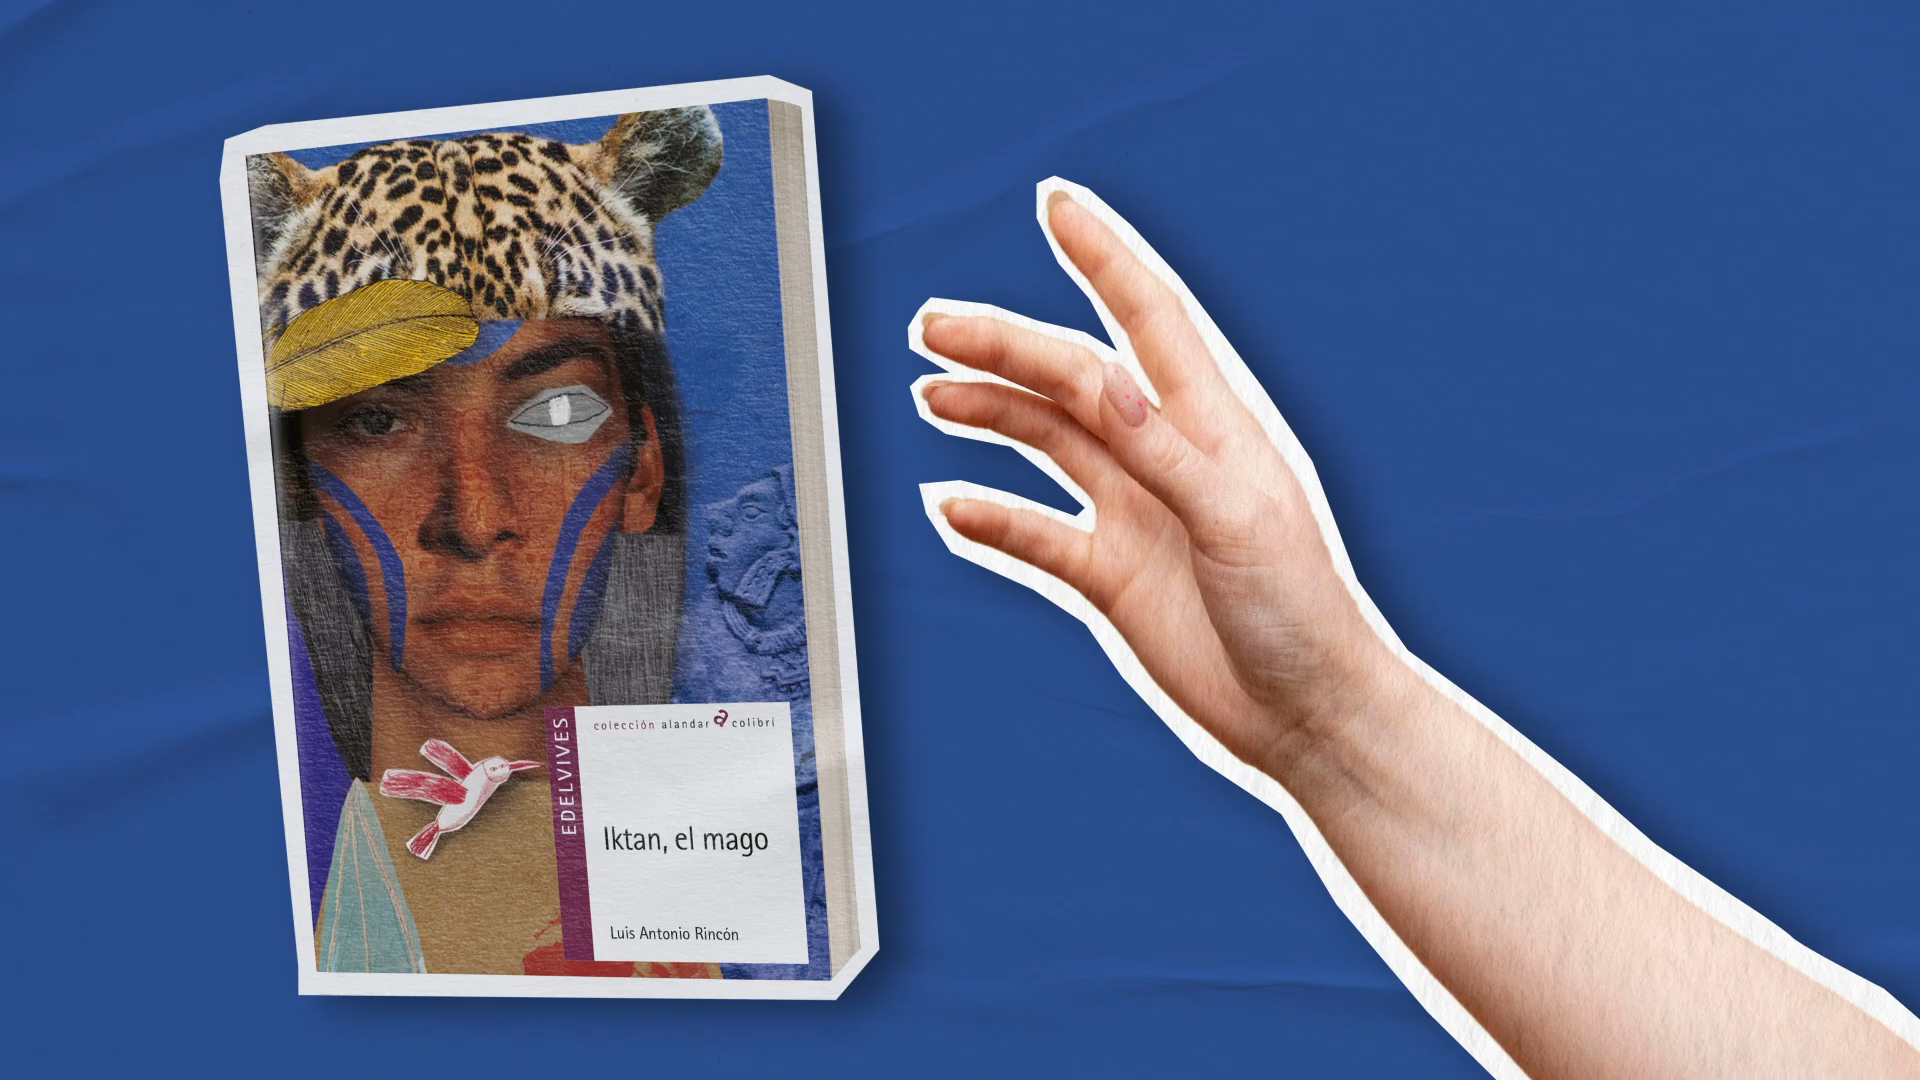 colección alandar a colibrí
EDELVIVES
Iktan, el mago
Luis Antonio Rincón